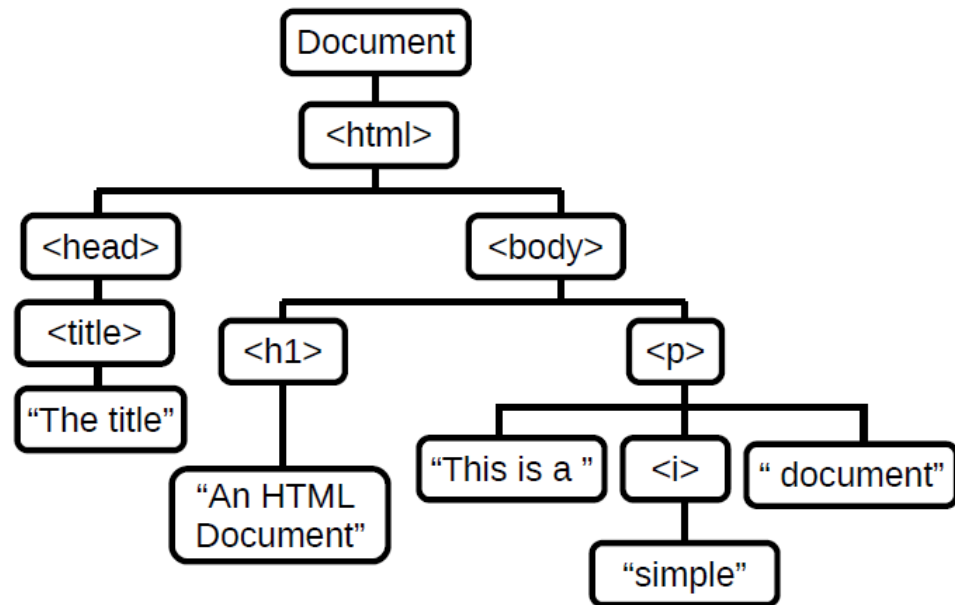 Document
<html>
<head>
<body>
<title>
<h1>
<p>
“The title”
“This is a ”
<i>
“ document”
“An HTML
Document”
“simple”